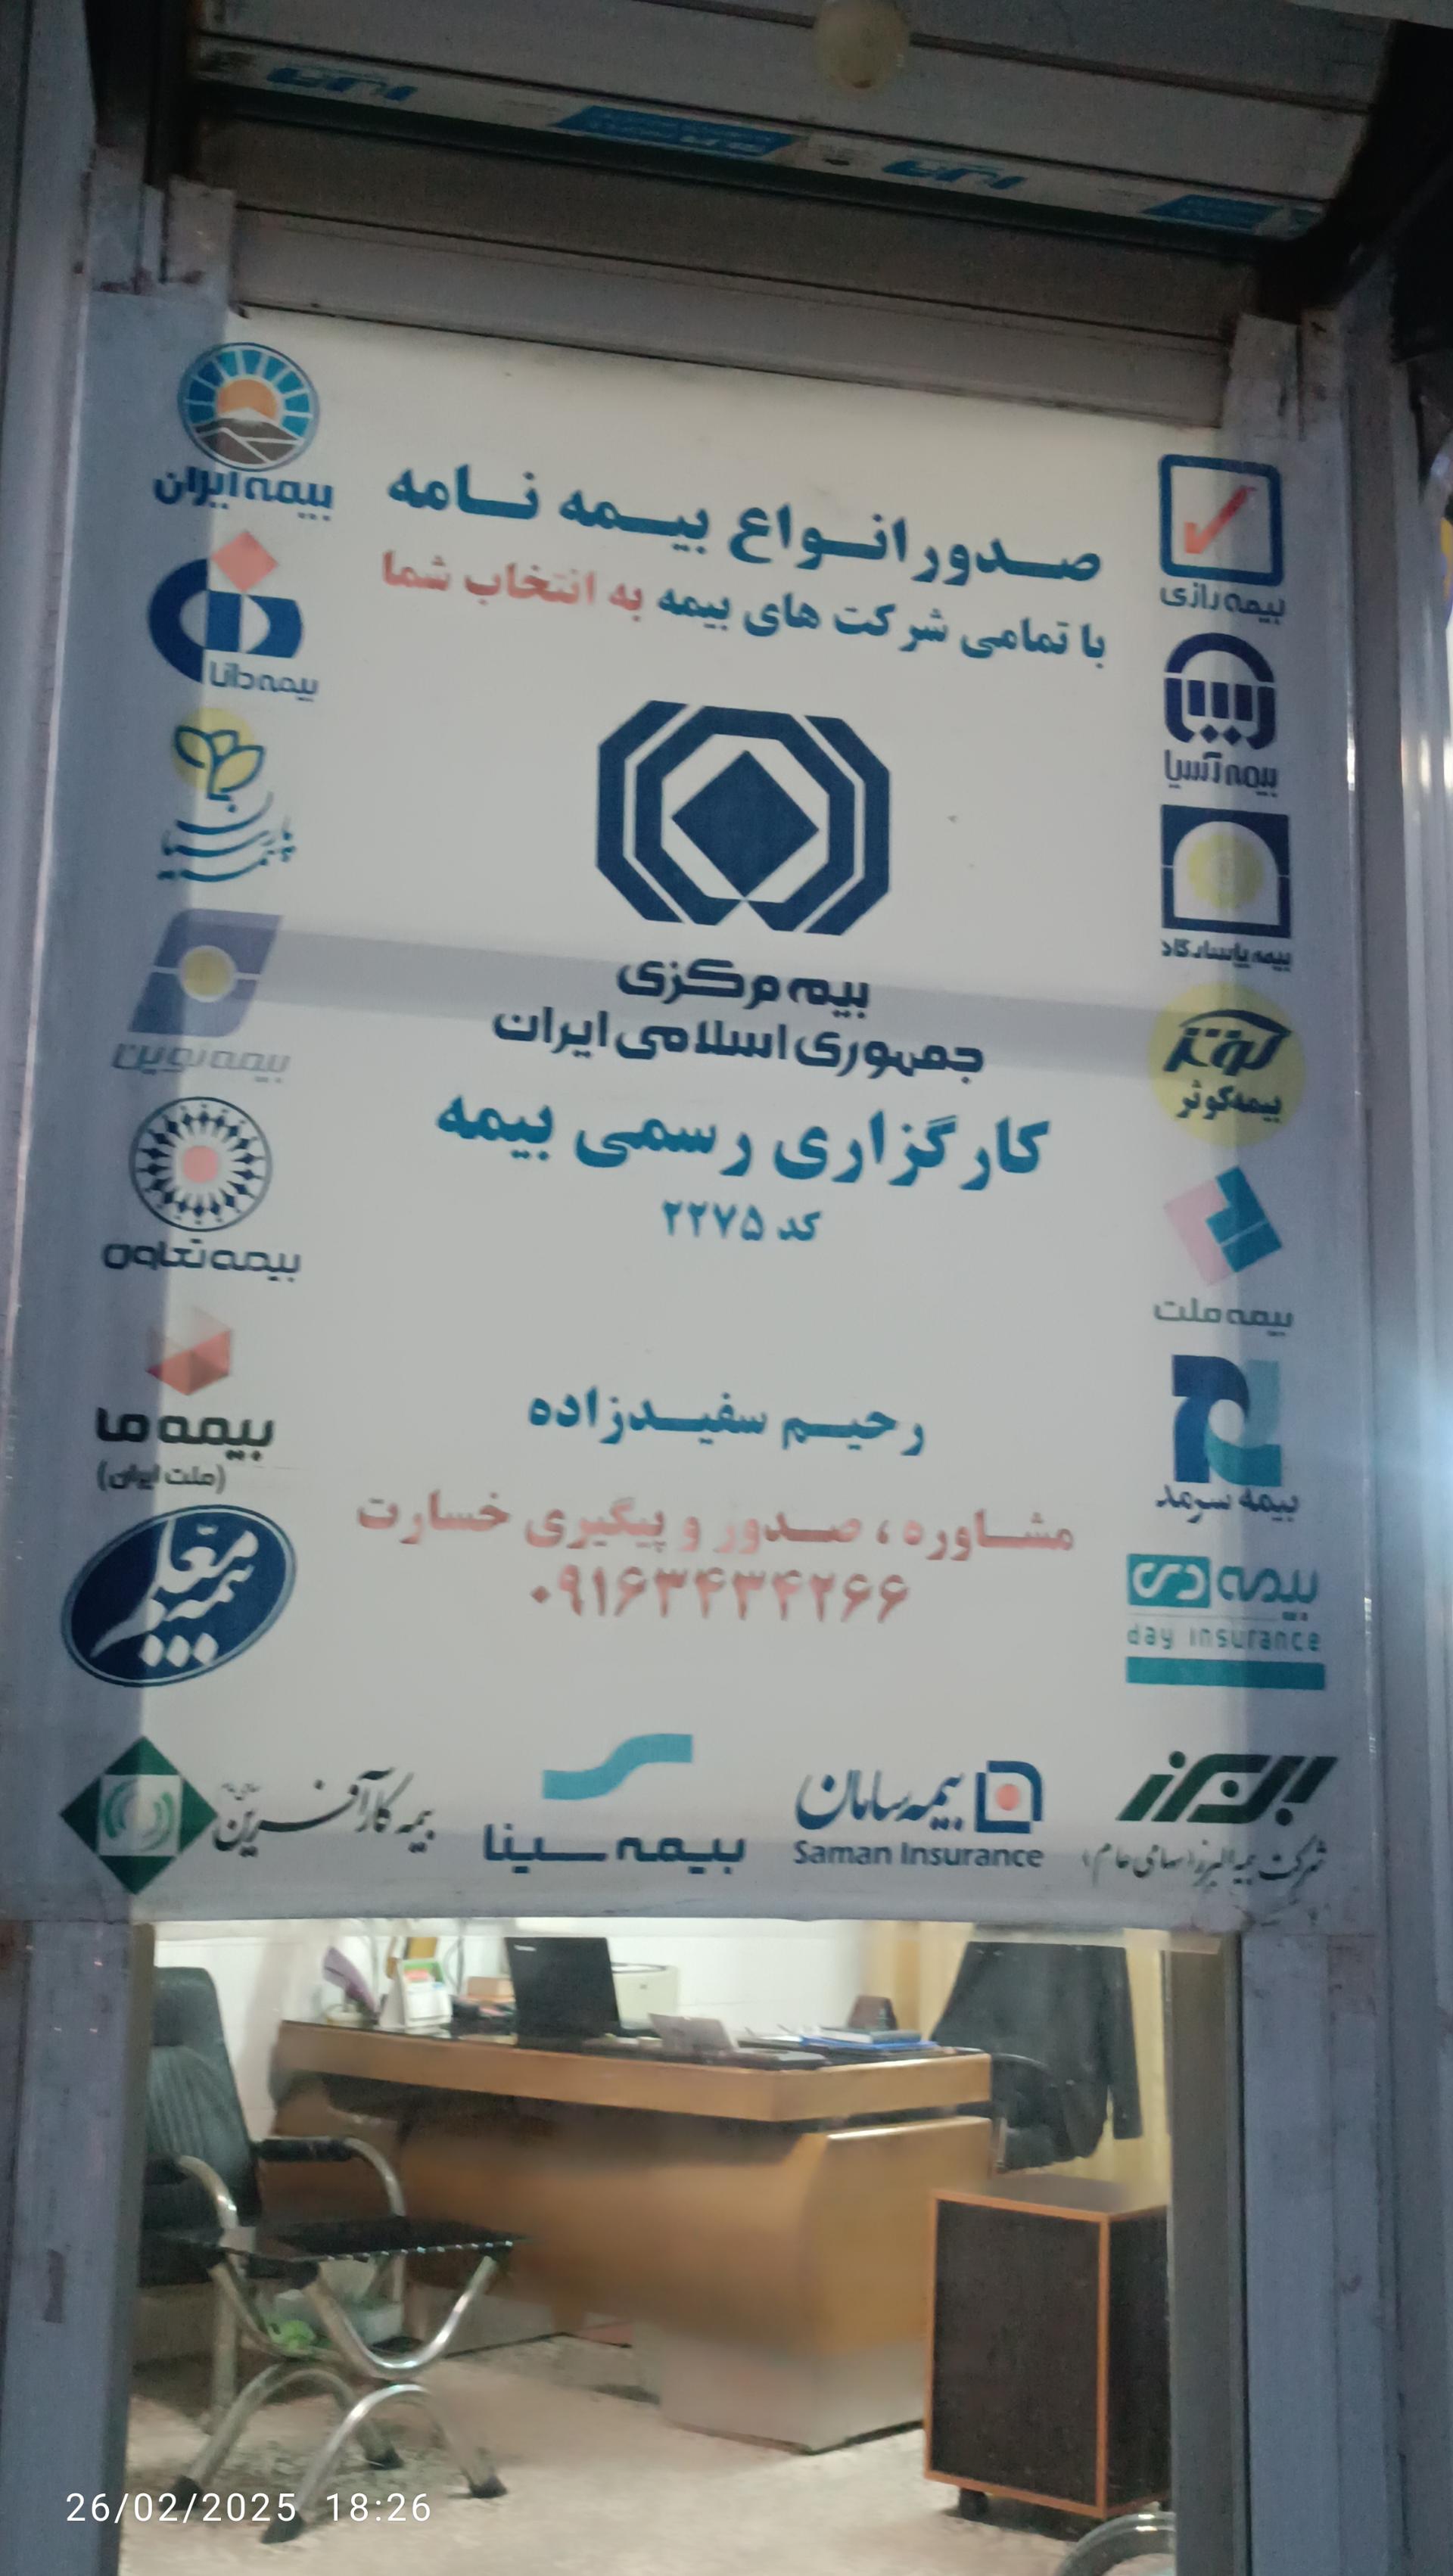 صدور انواع بیمه نامه
با تمامی شرکت های بیمه به انتخاب شما
بیمه مرکزی
جمهوری اسلامی ایران
کارگزاری رسمی بیمه
کد ۲۲۷۵
رحیم سفیدزاده
مشاوره ، صدور و پیگیری خسارت
۰۹۱۶۳۴۳۴۲۶۶
بیمه رازی
بیمه آسیا
بیمه پاسارگاد
کوثر
بیمه کوثر
بیمه ملت
بیمه سرمد
بیمه دی
day insurance
بیمه ایران
بیمه دانا
پارسیان
بیمه نوین
بیمه تعاون
بیمه ما
(ملت ایران)
بیمه معلم
البرز
شرکت بیمه البرز (سهامی عام)
بیمه سامان
Saman Insurance
بیمه سینا
بیمه کارآفرین
26/02/2025 18:26